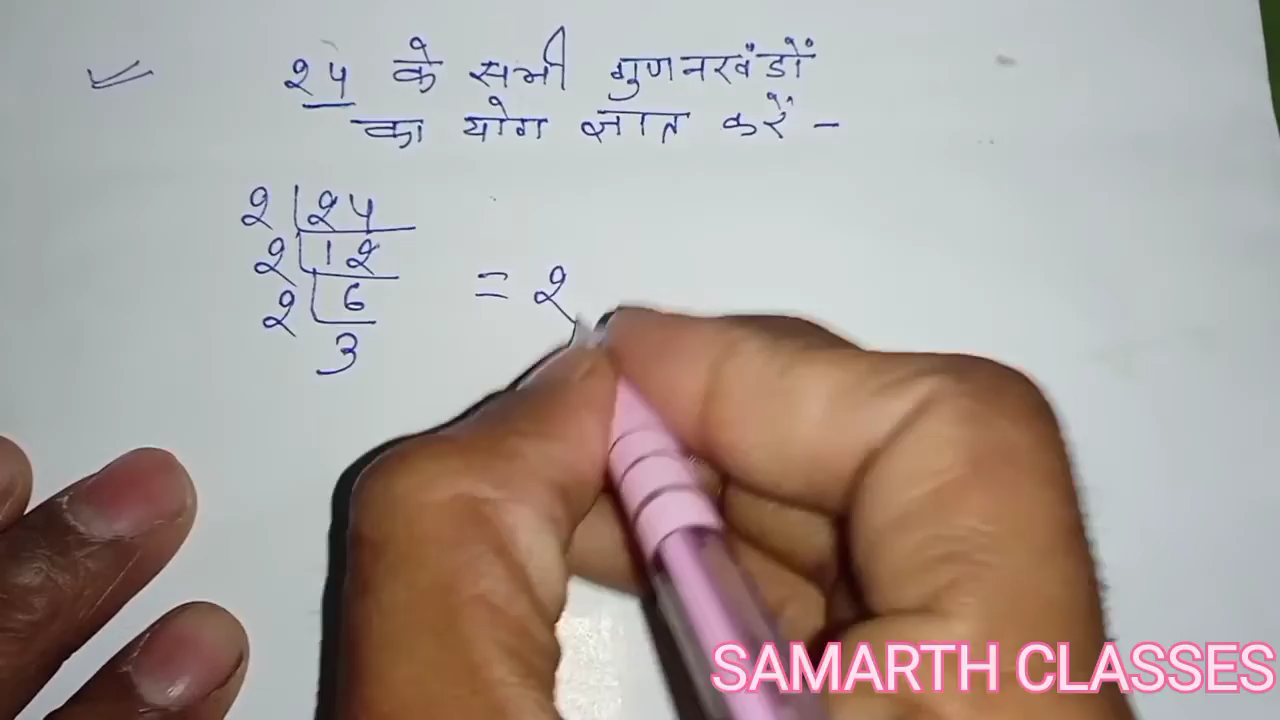 24 के सभी गुणनखंडों
का योग ज्ञात करें -
2 | 24
2 | 12
2 | 6
3
= 2
SAMARTH CLASSES